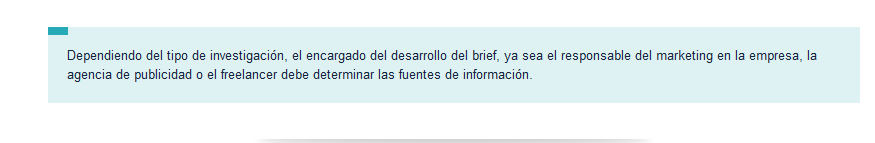 Dependiendo del tipo de investigación, el encargado del desarrollo del brief, ya sea el responsable del marketing en la empresa, la
agencia de publicidad o el freelancer debe determinar las fuentes de información.